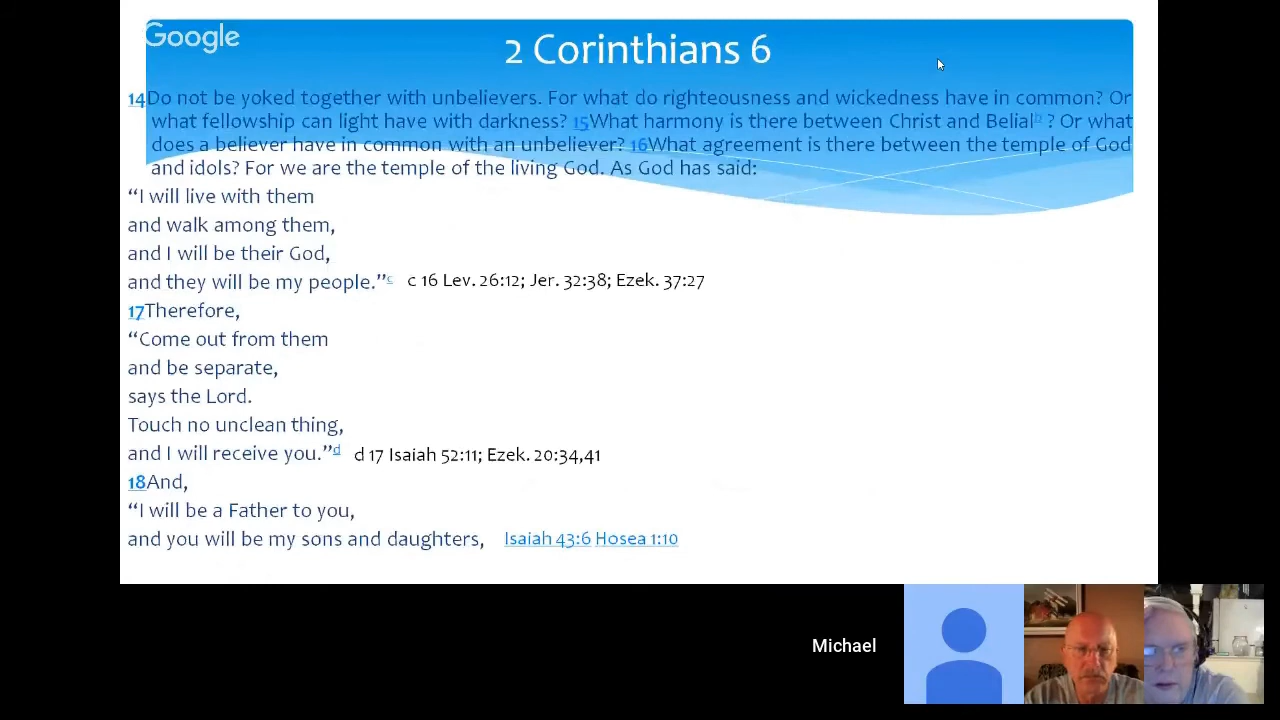 Google
2 Corinthians 6
14Do not be yoked together with unbelievers. For what do righteousness and wickedness have in common? Or
what fellowship can light have with darkness? 15What harmony is there between Christ and Belialb ? Or what
does a believer have in common with an unbeliever? 16What agreement is there between the temple of God
and idols? For we are the temple of the living God. As God has said:
“I will live with them
and walk among them,
and I will be their God,
and they will be my people.”c c 16 Lev. 26:12; Jer. 32:38; Ezek. 37:27
17Therefore,
“Come out from them
and be separate,
says the Lord.
Touch no unclean thing,
and I will receive you.”d d 17 Isaiah 52:11; Ezek. 20:34,41
18And,
“I will be a Father to you,
and you will be my sons and daughters, Isaiah 43:6 Hosea 1:10
Michael